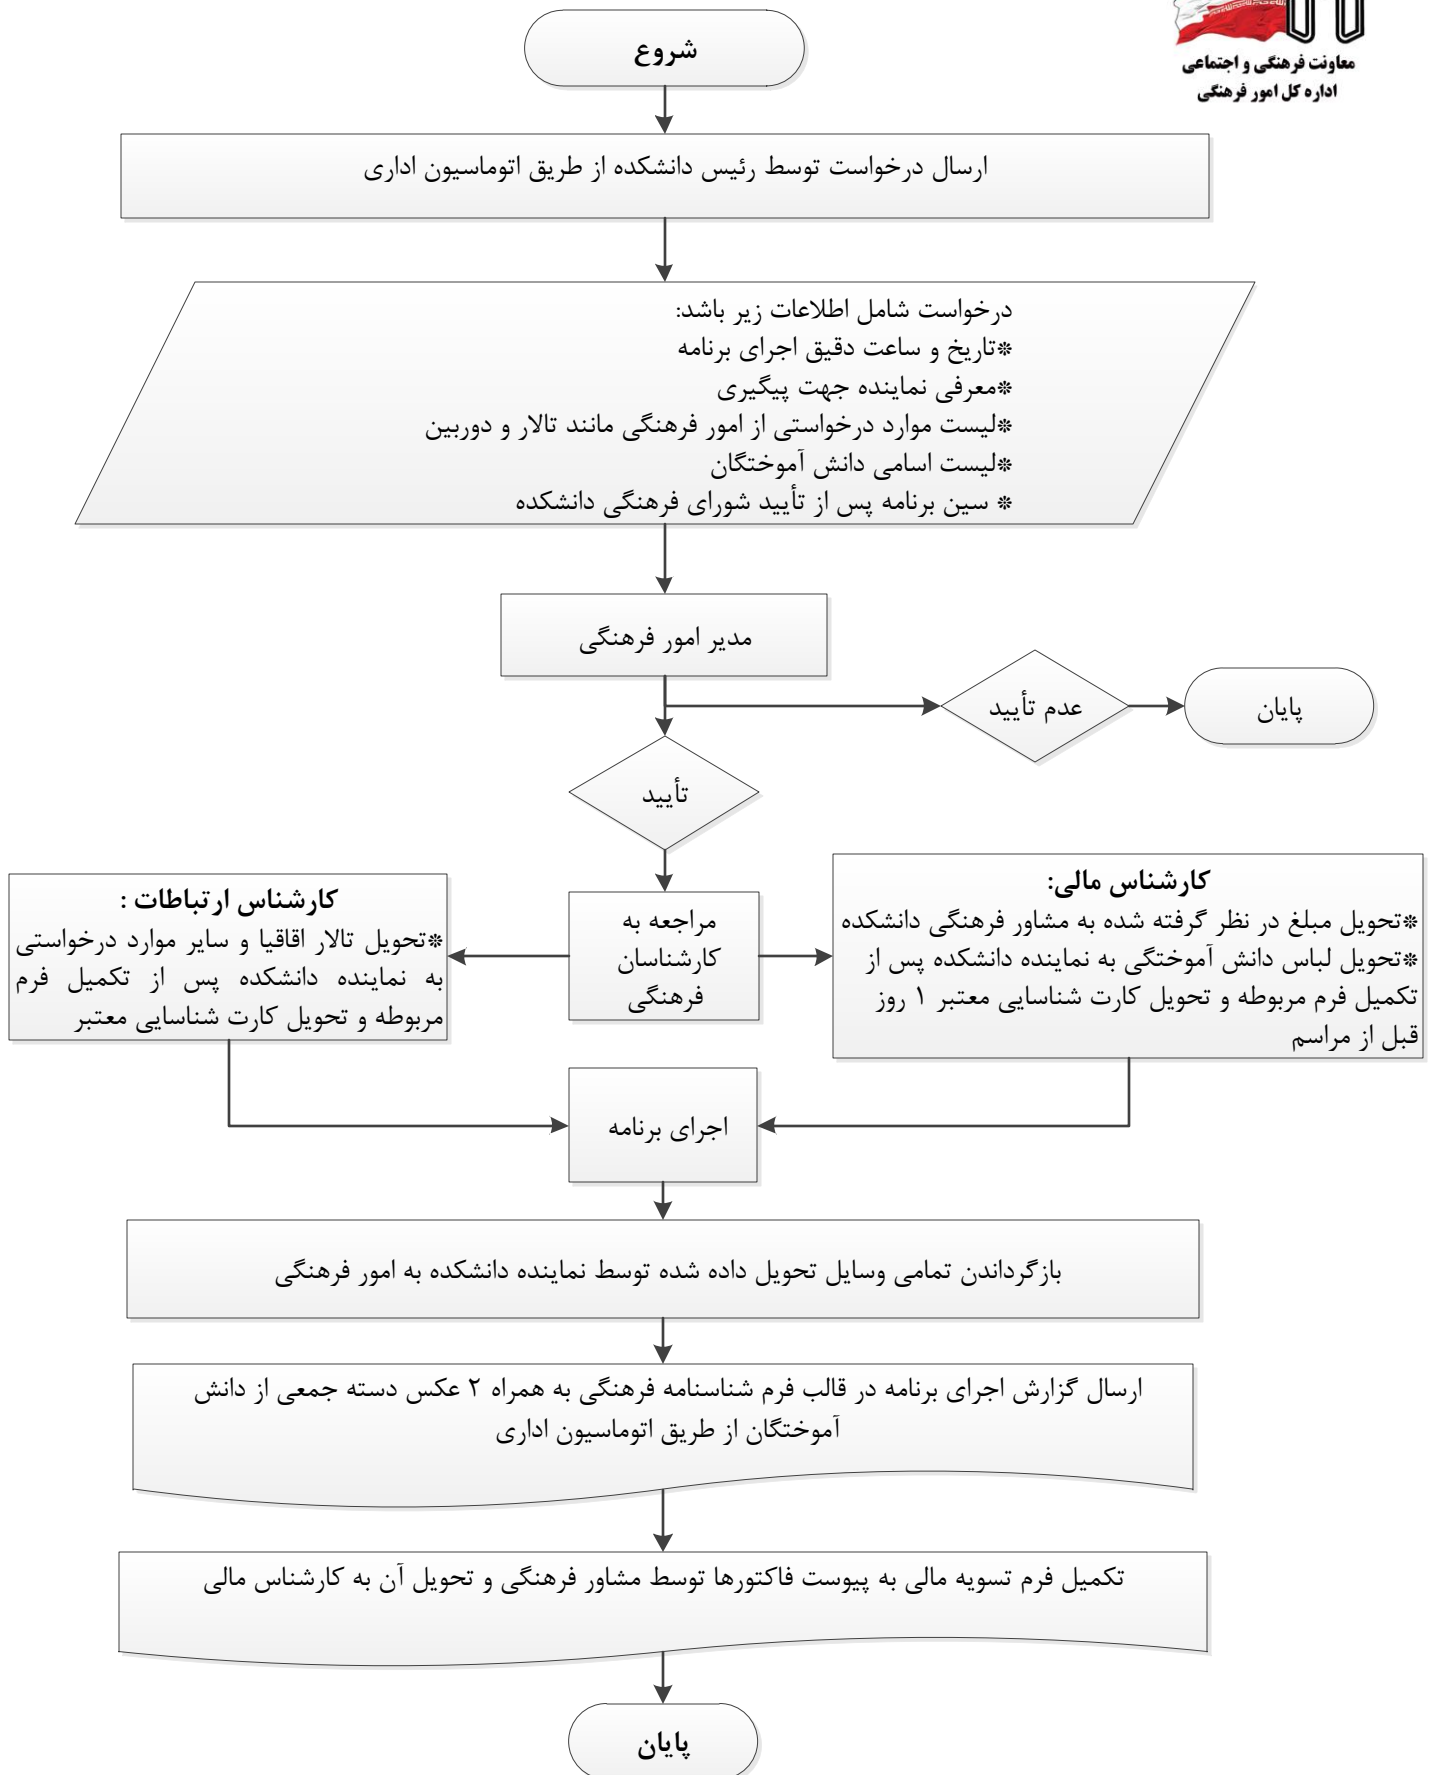 معاونت فرهنگی و اجتماعی
اداره کل امور فرهنگی
شروع
ارسال درخواست توسط رئیس دانشکده از طریق اتوماسیون اداری
درخواست شامل اطلاعات زیر باشد:
*تاریخ و ساعت دقیق اجرای برنامه
*معرفی نماینده جهت پیگیری
*لیست موارد درخواستی از امور فرهنگی مانند تالار و دوربین
*لیست اسامی دانش آموختگان
* سین برنامه پس از تأیید شورای فرهنگی دانشکده
مدیر امور فرهنگی
عدم تأیید
پایان
تأیید
کارشناس مالی:
*تحویل مبلغ در نظر گرفته شده به مشاور فرهنگی دانشکده
*تحویل لباس دانش آموختگی به نماینده دانشکده پس از
تکمیل فرم مربوطه و تحویل کارت شناسایی معتبر ۱ روز
قبل از مراسم
مراجعه به
کارشناسان
فرهنگی
کارشناس ارتباطات :
*تحویل تالار اقاقیا و سایر موارد درخواستی
به نماینده دانشکده پس از تکمیل فرم
مربوطه و تحویل کارت شناسایی معتبر
اجرای برنامه
بازگرداندن تمامی وسایل تحویل داده شده توسط نماینده دانشکده به امور فرهنگی
ارسال گزارش اجرای برنامه در قالب فرم شناسنامه فرهنگی به همراه ۲ عکس دسته جمعی از دانش
آموختگان از طریق اتوماسیون اداری
تکمیل فرم تسویه مالی به پیوست فاکتورها توسط مشاور فرهنگی و تحویل آن به کارشناس مالی
پایان